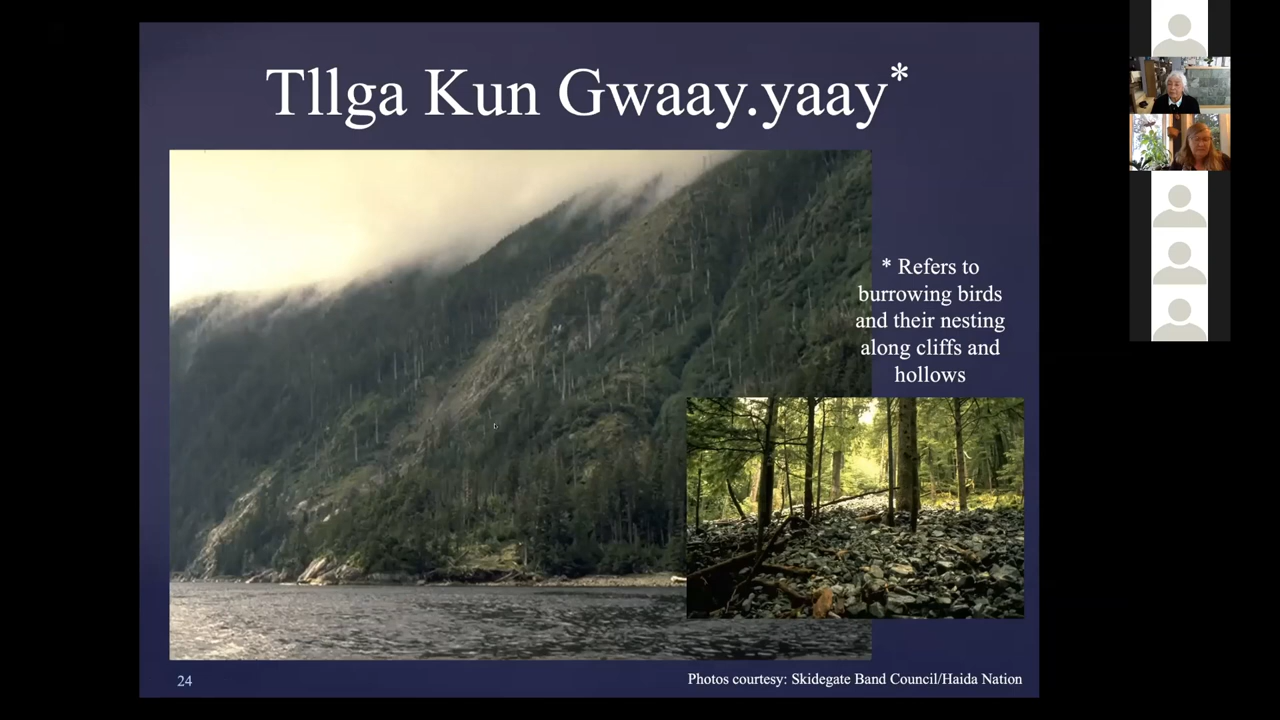 Tllga Kun Gwaay.yaay*
* Refers to
burrowing birds
and their nesting
along cliffs and
hollows
24
Photos courtesy: Skidegate Band Council/Haida Nation